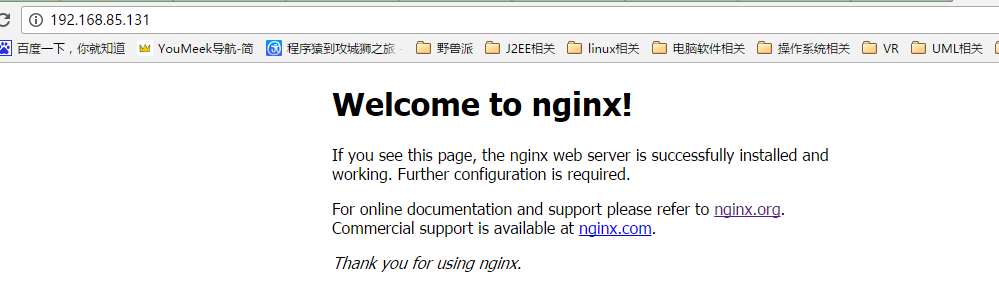 192.168.85.131
百度一下，你就知道 YouMeek导航-简 程序猿到攻城狮之旅 野兽派 J2EE相关 linux相关 电脑软件相关 操作系统相关 VR UML相关
Welcome to nginx!
If you see this page, the nginx web server is successfully installed and
working. Further configuration is required.
For online documentation and support please refer to nginx.org.
Commercial support is available at nginx.com.
Thank you for using nginx.